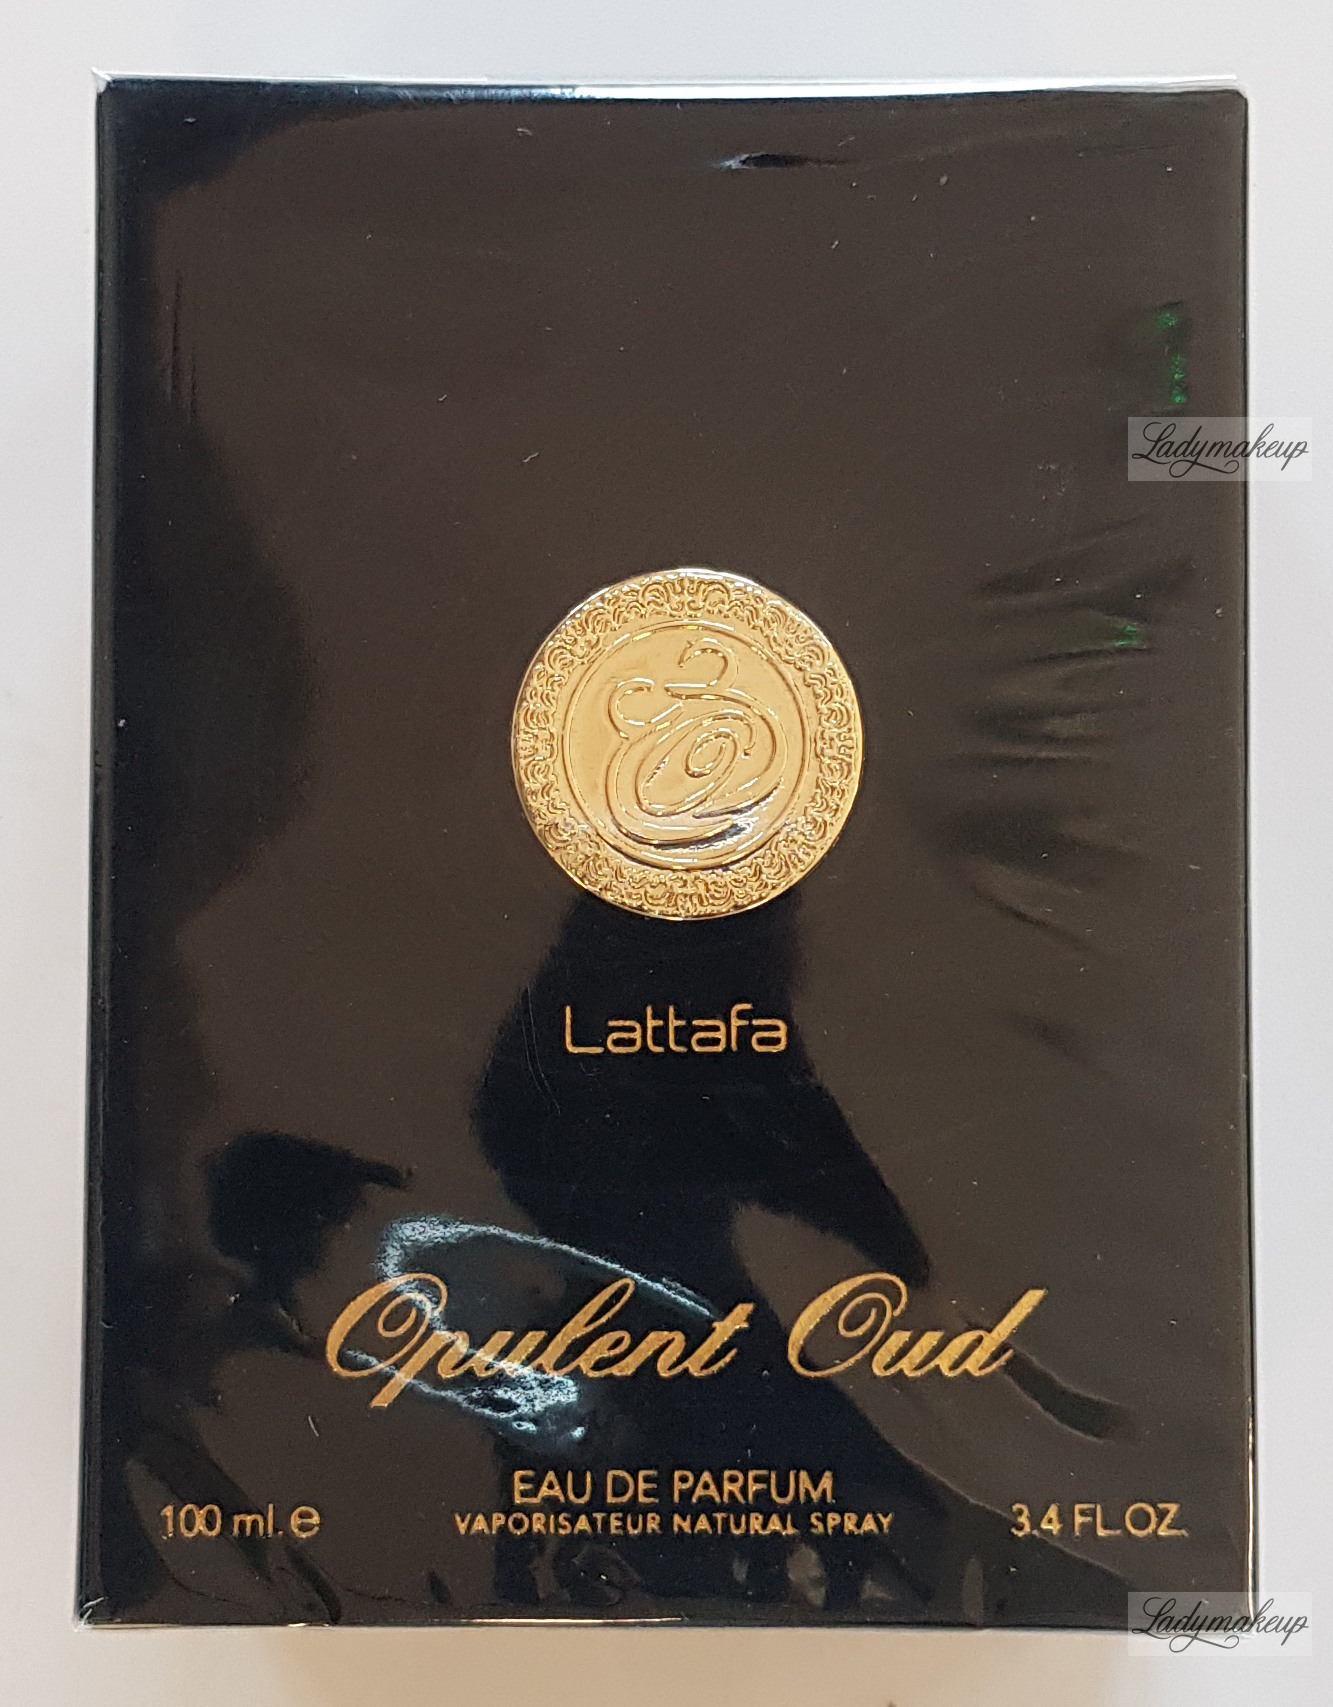 Ladymakeup
Lattafa
Opulent Oud
EAU DE PARFUM
VAPORISATEUR NATURAL SPRAY
100 ml. e
3.4 FL.OZ.
Ladymakeup